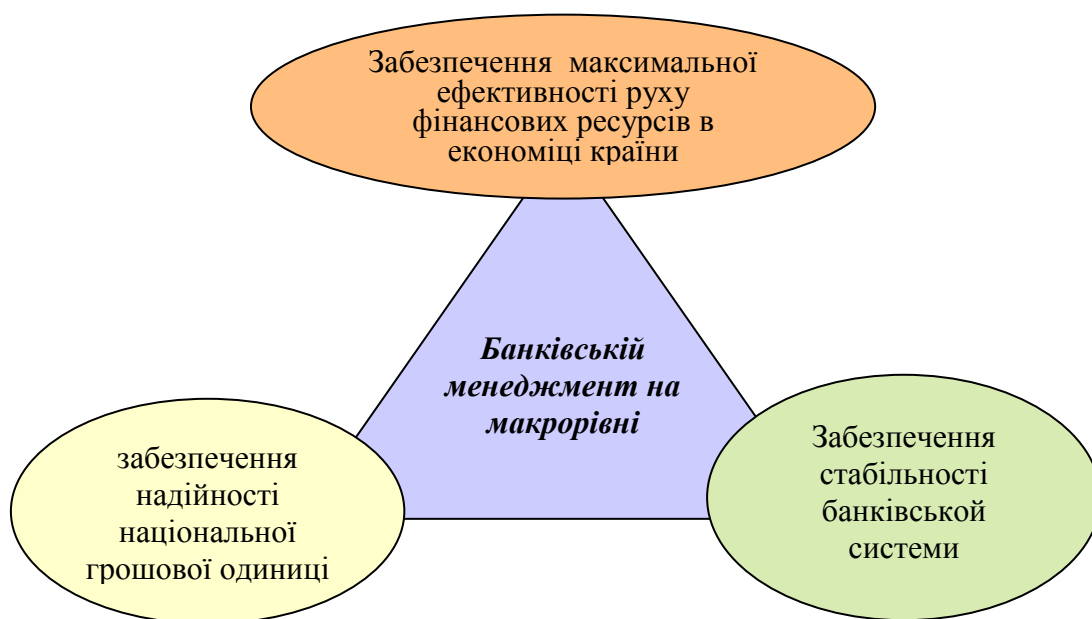 Забезпечення максимальної
ефективності руху
фінансових ресурсів в
економіці країни
Банківській
менеджмент на
макрорівні
забезпечення
надійності
національної
грошової одиниці
Забезпечення
стабільності
банківської
системи